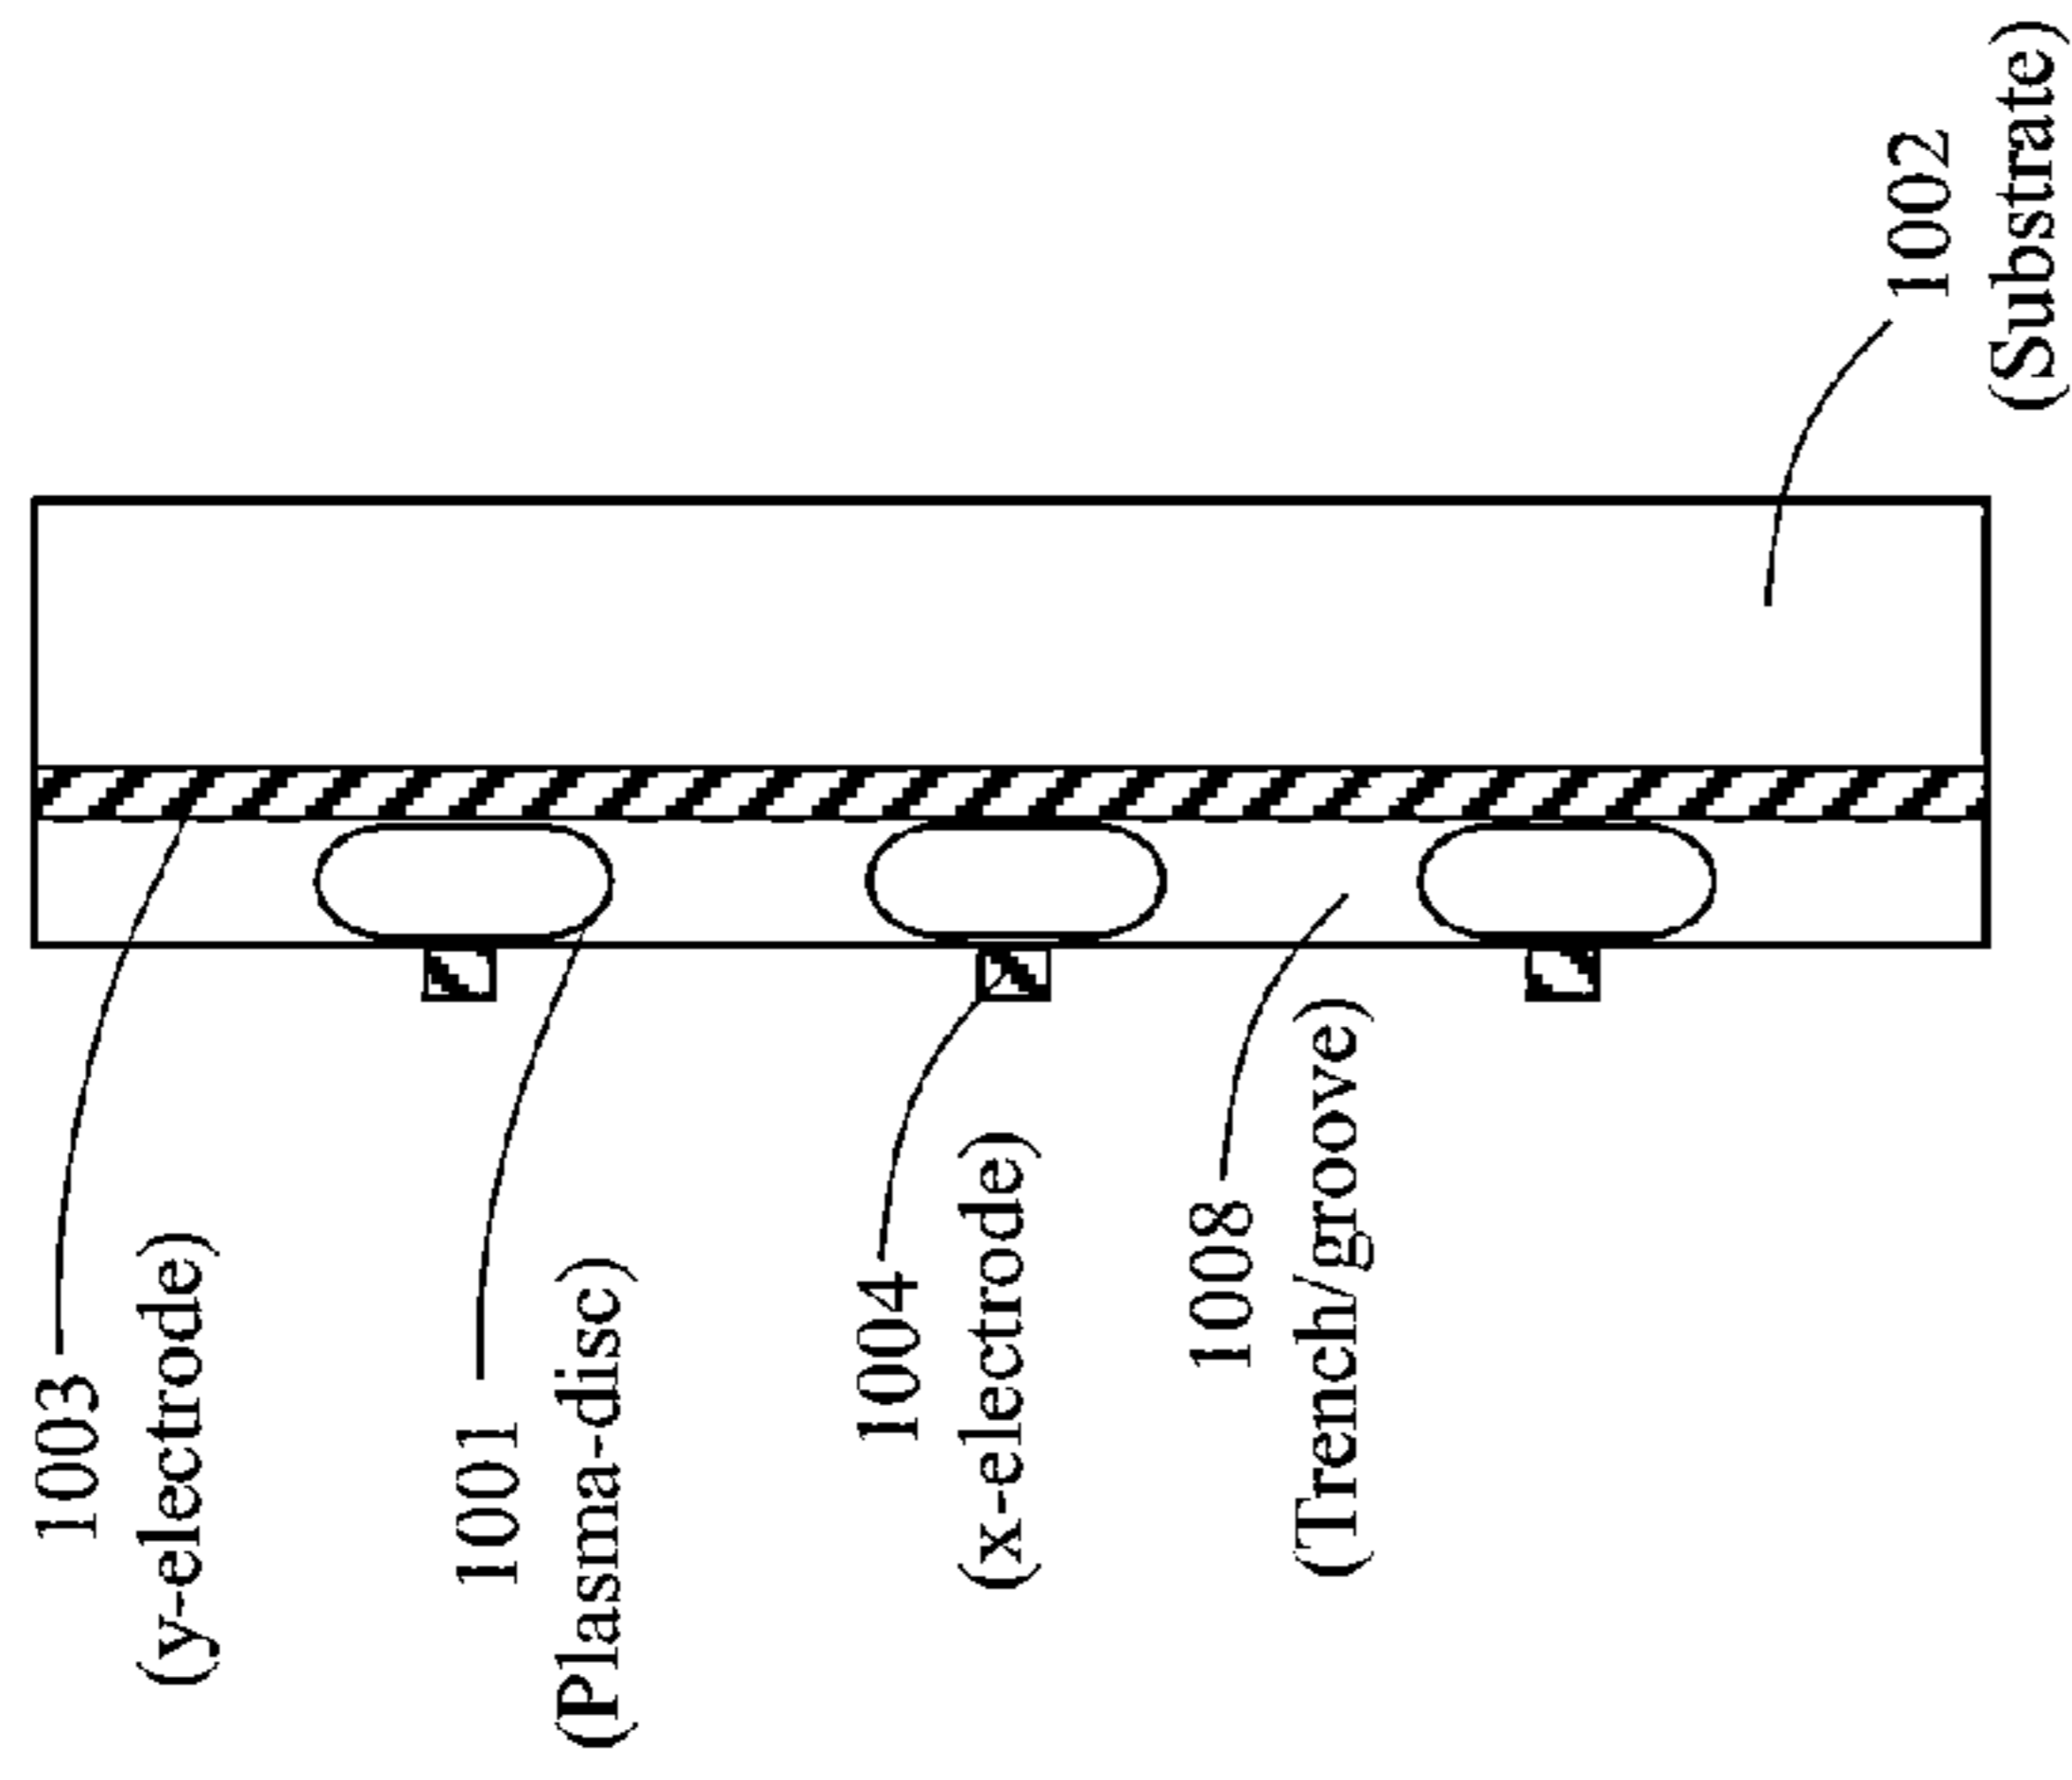 1003
(y-electrode)
1001
(Plasma-disc)
1004
(x-electrode)
1008
(Trench/groove)
1002
(Substrate)